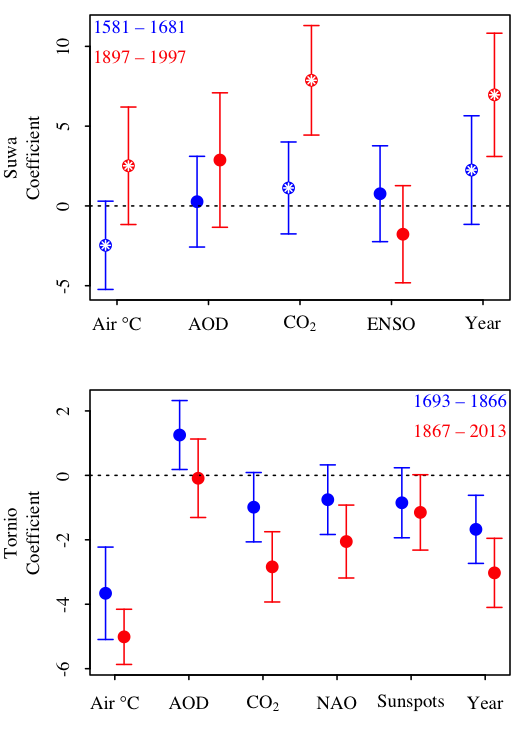 1581 – 1681
1897 – 1997
Suwa
Coefficient
10
5
0
-5
Air °C AOD CO₂ ENSO Year
1693 – 1866
1867 – 2013
Tornio
Coefficient
2
0
-2
-4
-6
Air °C AOD CO₂ NAO Sunspots Year